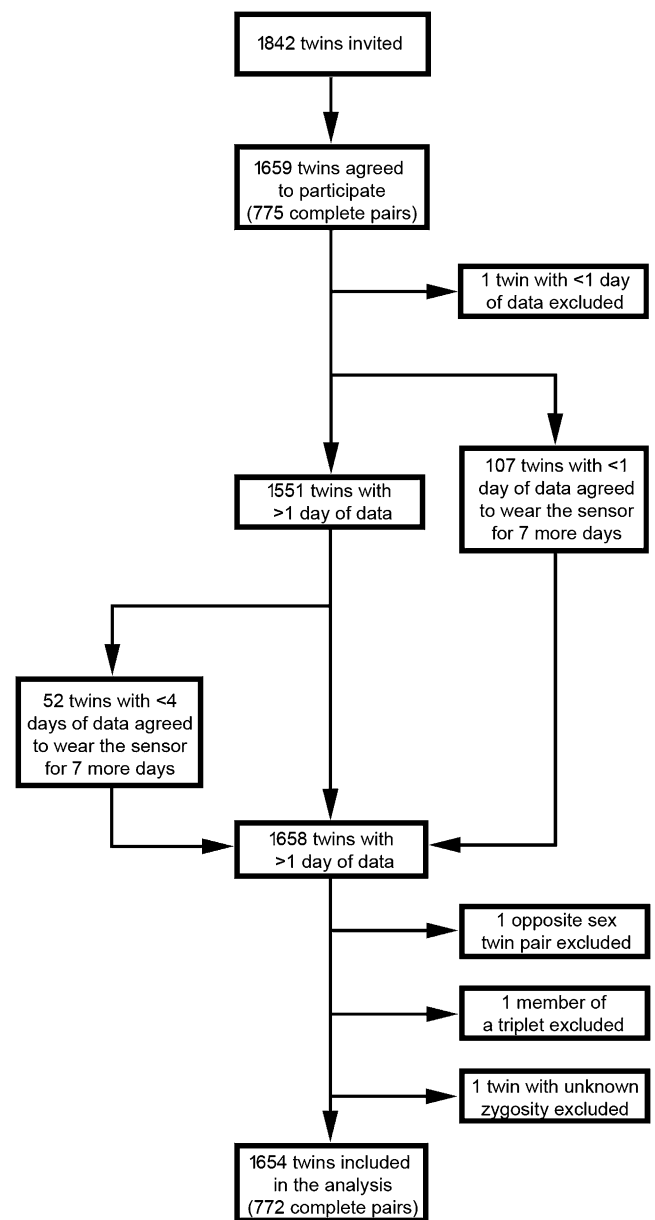 1842 twins invited
1659 twins agreed
to participate
(775 complete pairs)
1 twin with <1 day
of data excluded
107 twins with <1
day of data agreed
to wear the sensor
for 7 more days
1551 twins with
>1 day of data
52 twins with <4
days of data agreed
to wear the sensor
for 7 more days
1658 twins with
>1 day of data
1 opposite sex
twin pair excluded
1 member of
a triplet excluded
1 twin with unknown
zygosity excluded
1654 twins included
in the analysis
(772 complete pairs)